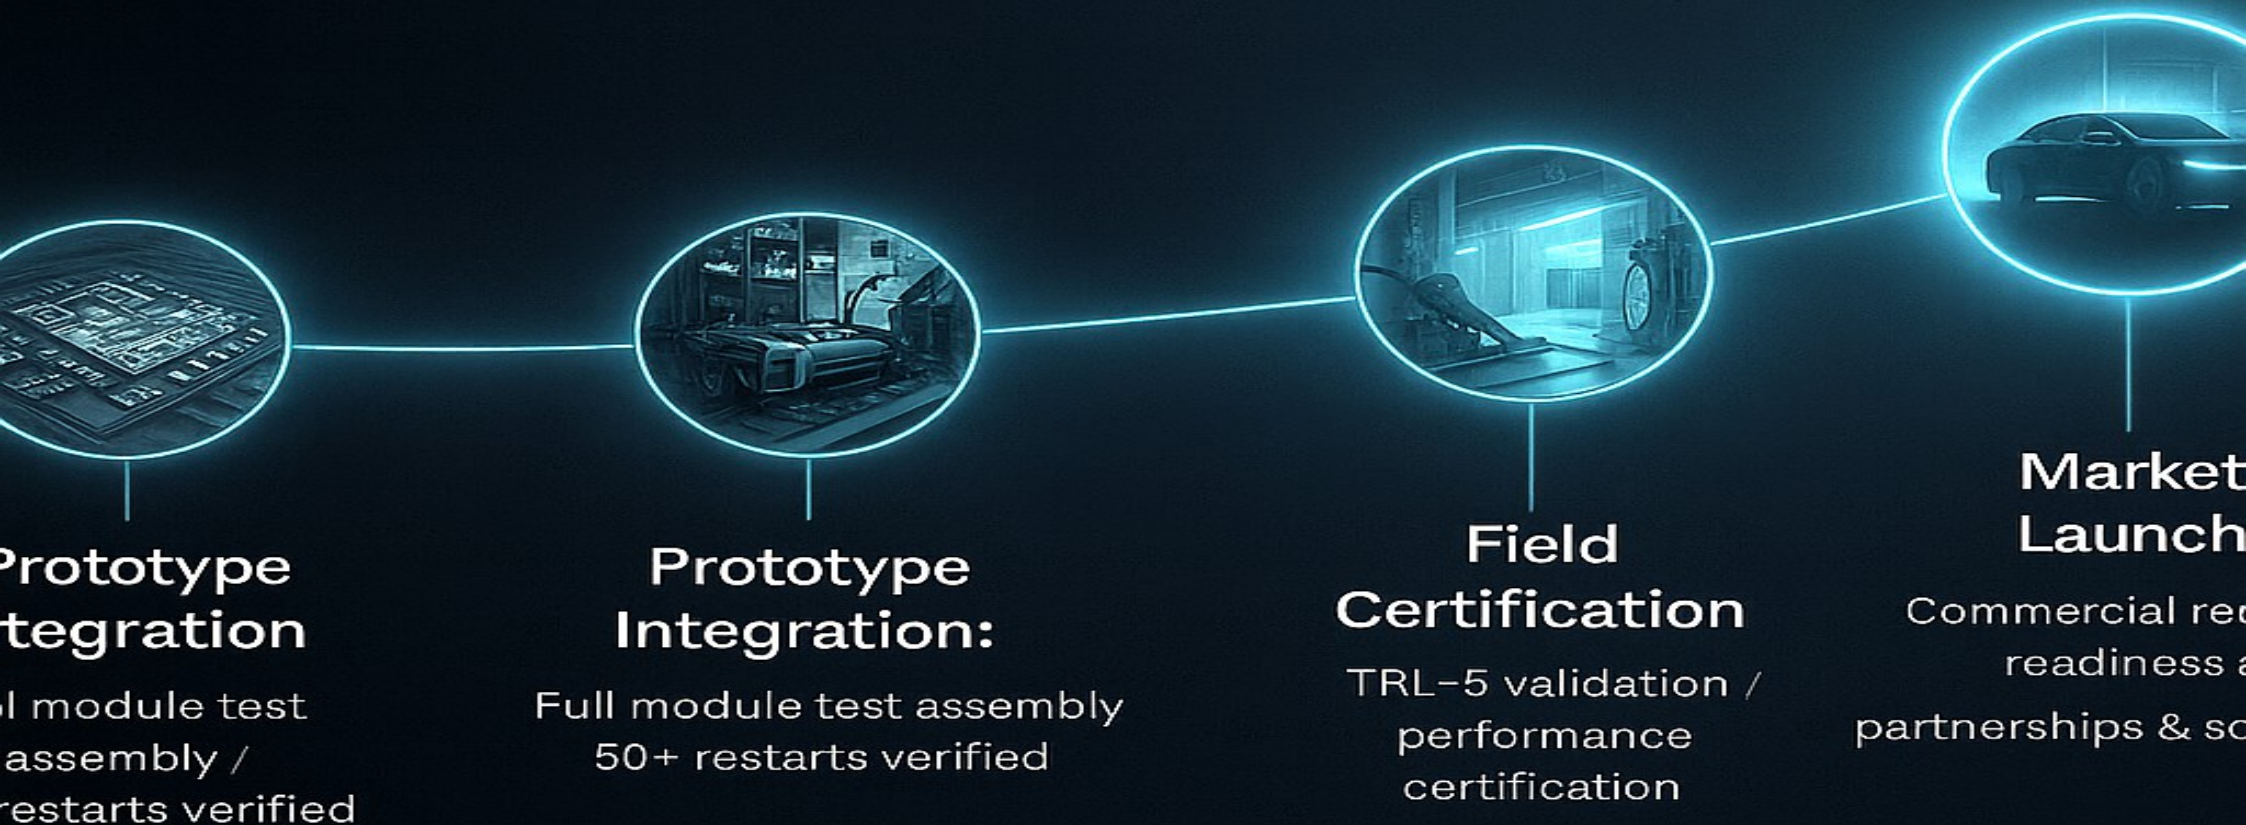 Prototype
tegration
module test
assembly /
restarts verified
Prototype
Integration:
Full module test assembly
50+ restarts verified
Field
Certification
TRL-5 validation /
performance
certification
Market
Launch
Commercial
readiness
partnerships &